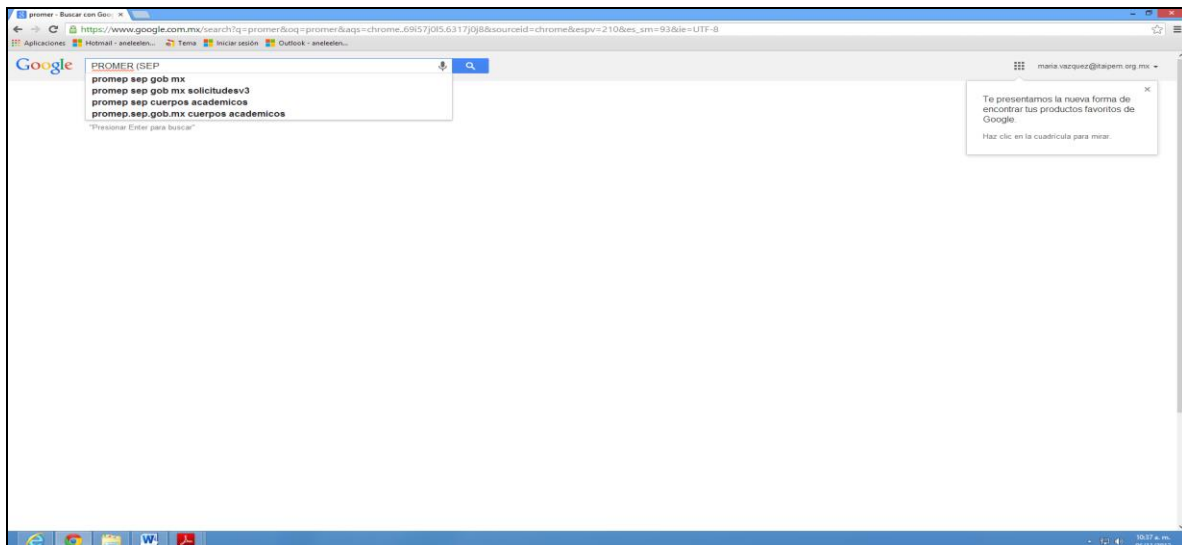 promer - Buscar con Goo
https://www.google.com.mx/search?q=promer&oq=promer&aqs=chrome..69i57j0l5.6317j0j8&sourceid=chrome&espv=210&es_sm=93&ie=UTF-8
Aplicaciones Hotmail - aneleelen... Tema Iniciar sesión Outlook - aneleelen...
Google PROMER (SEP maria.vazquez@itaipem.org.mx
promep sep gob mx
promep sep gob mx solicitudesv3
promep sep cuerpos academicos
promep.sep.gob.mx cuerpos academicos
"Presionar Enter para buscar"
Te presentamos la nueva forma de
encontrar tus productos favoritos de
Google.
Haz clic en la cuadrícula para mirar.
10:37 a. m.